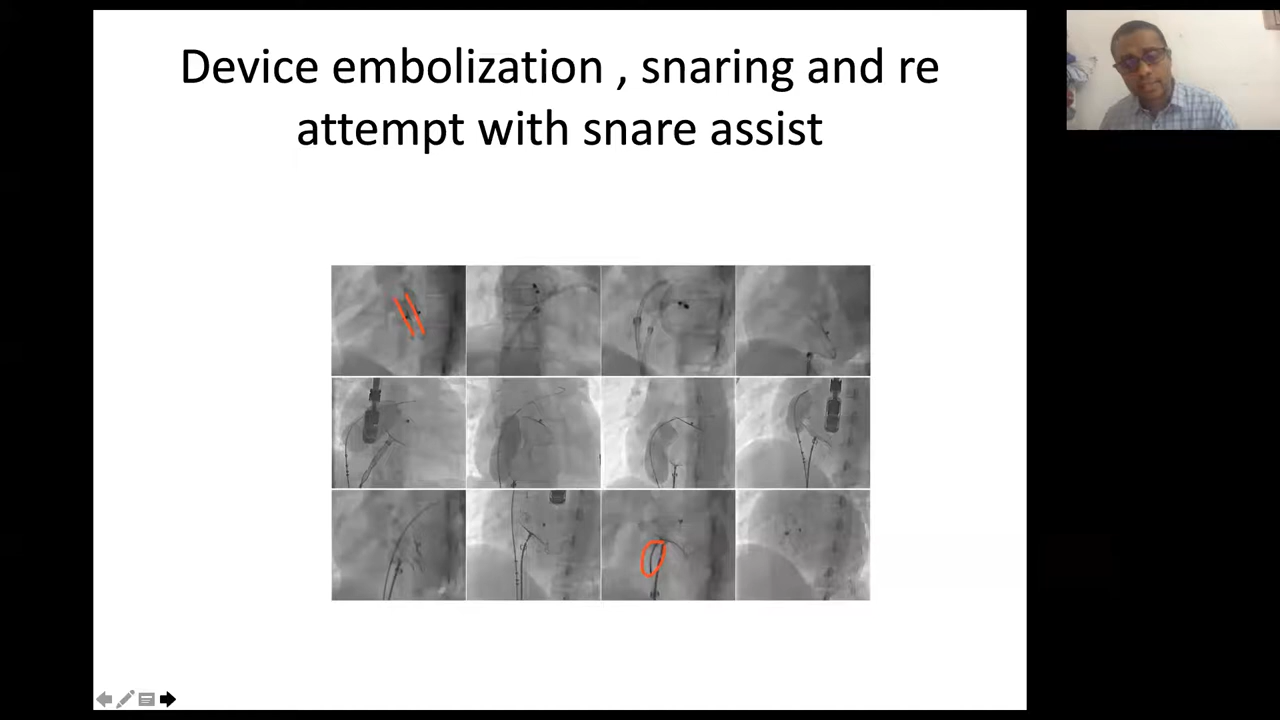 Device embolization , snaring and re
attempt with snare assist